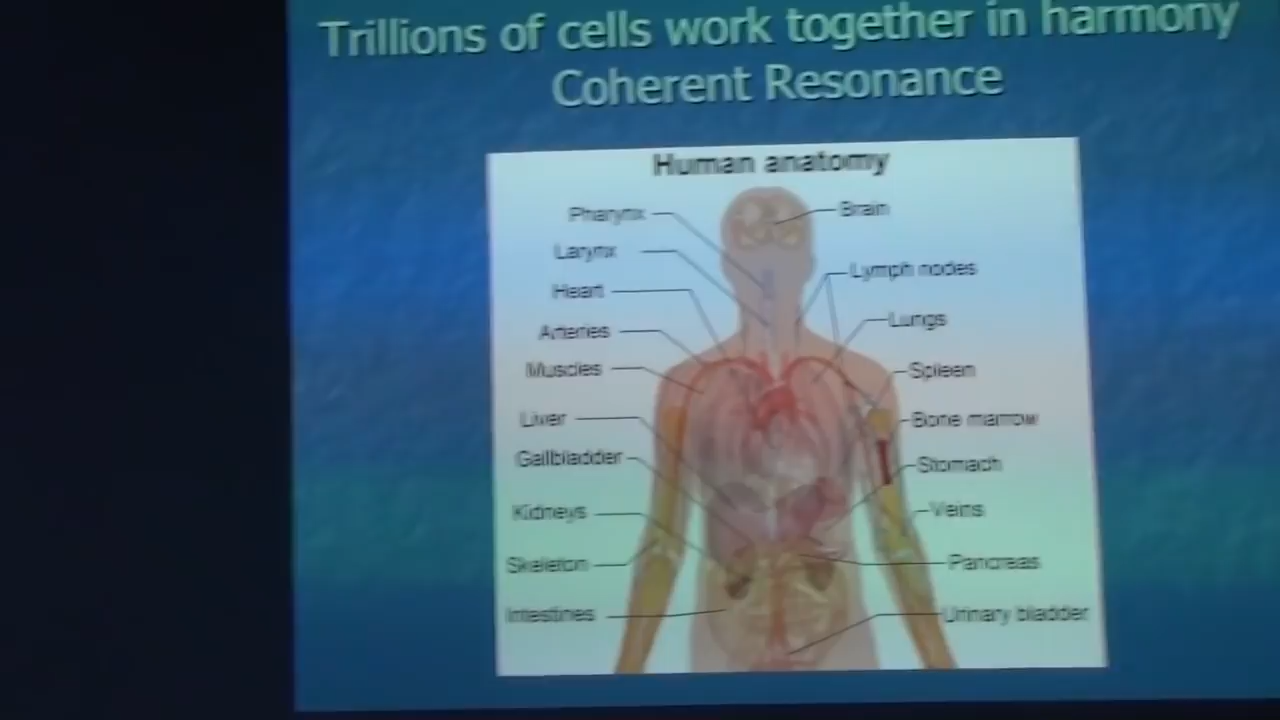 Trillions of cells work together in harmony
Coherent Resonance
Human anatomy
Pharynx
Brain
Larynx
Lymph nodes
Heart
Lungs
Arteries
Muscles
Spleen
Liver
Bone marrow
Gallbladder
Stomach
Kidneys
Veins
Skeleton
Pancreas
Intestines
Urinary bladder